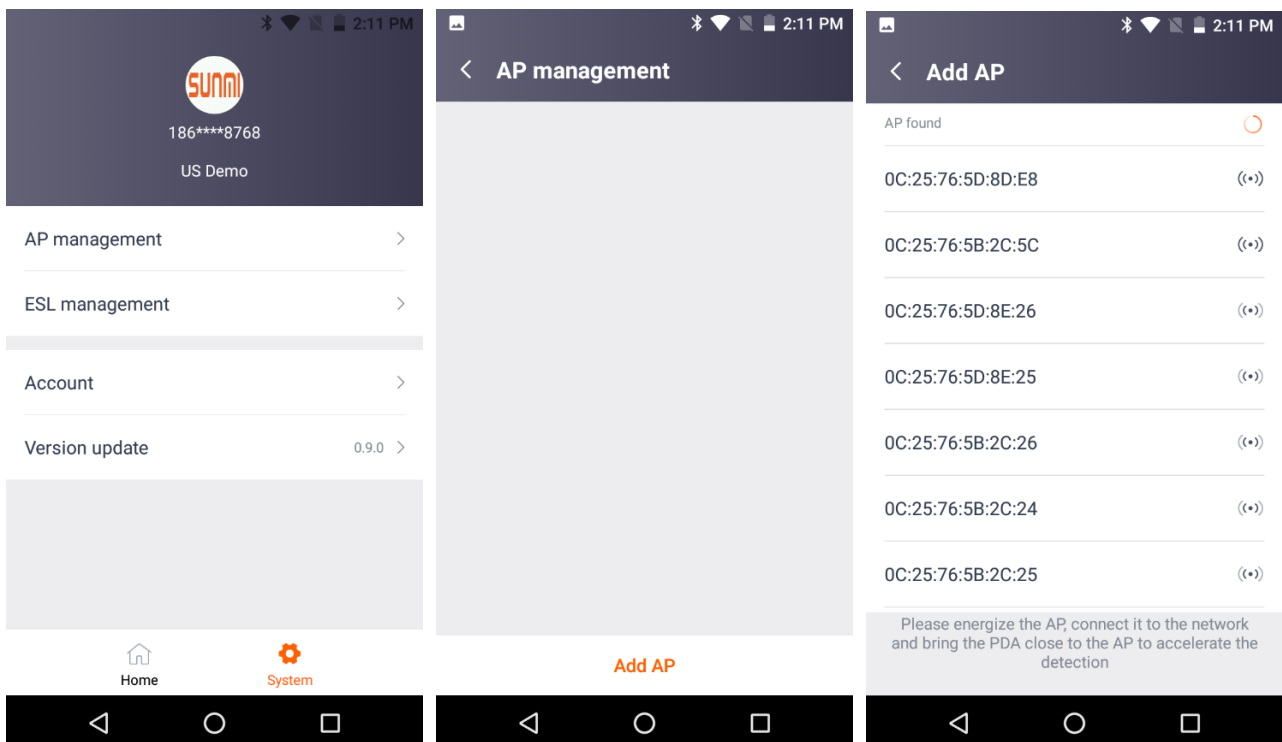 2:11 PM
SUNMI
186****8768
US Demo
AP management
ESL management
Account
Version update 0.9.0
Home System
2:11 PM
AP management
Add AP
2:11 PM
Add AP
AP found
0C:25:76:5D:8D:E8
0C:25:76:5B:2C:5C
0C:25:76:5D:8E:26
0C:25:76:5D:8E:25
0C:25:76:5B:2C:26
0C:25:76:5B:2C:24
0C:25:76:5B:2C:25
Please energize the AP, connect it to the network
and bring the PDA close to the AP to accelerate the
detection